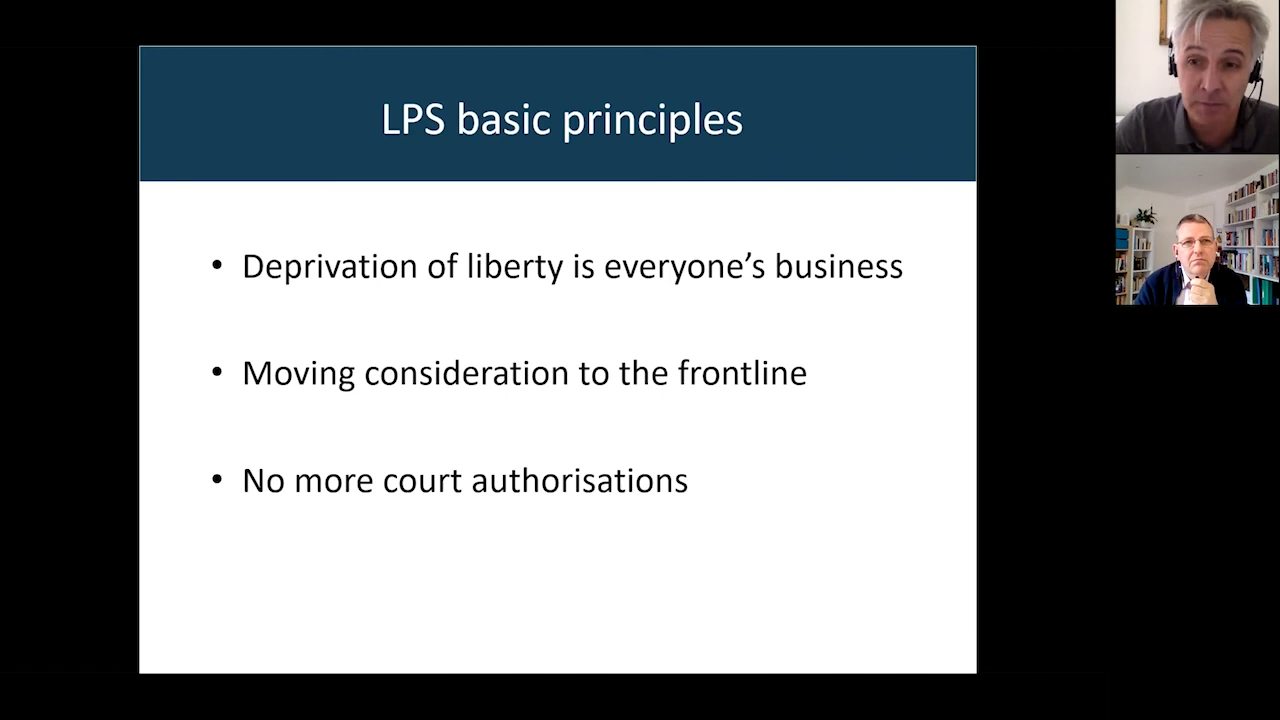 LPS basic principles
• Deprivation of liberty is everyone’s business
• Moving consideration to the frontline
• No more court authorisations